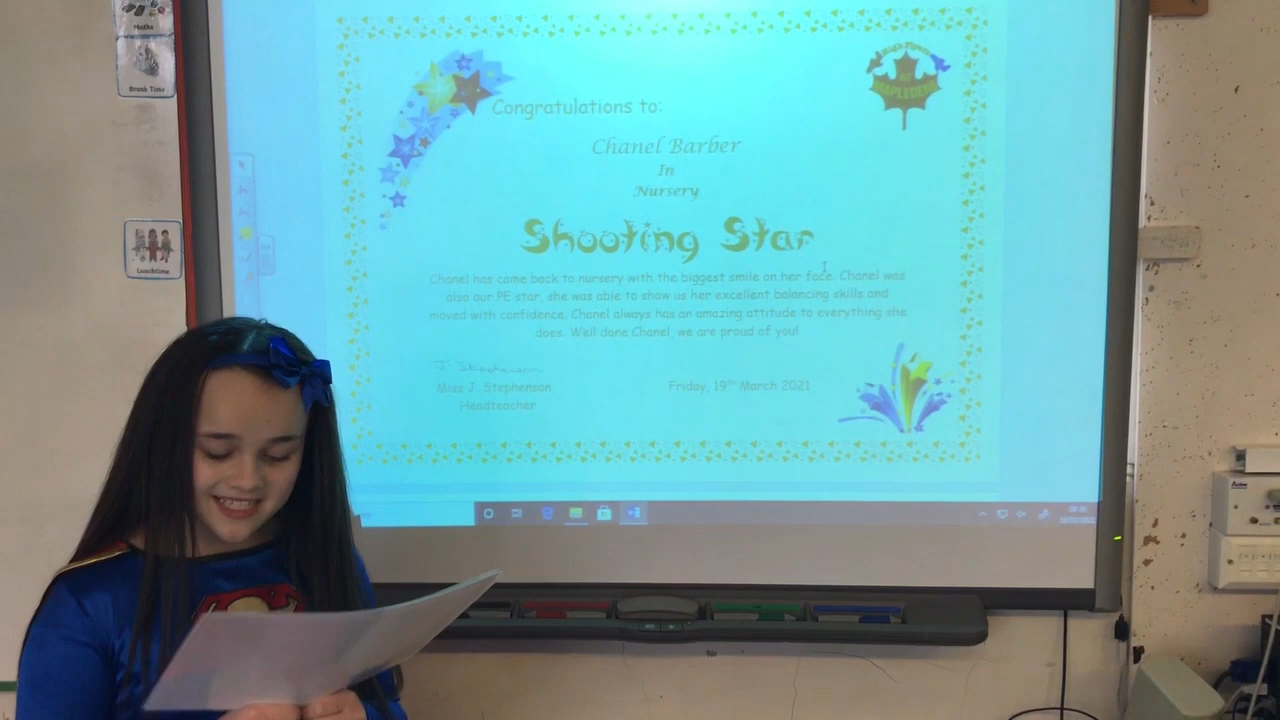 Maths
Break Time
Lunchtime
Congratulations to:
Chanel Barber
In
Nursery
Shooting Star
Chanel has come back to nursery with the biggest smile on her face. Chanel was
also our PE star, she was able to show us her excellent balancing skills and
moved with confidence. Chanel always has an amazing attitude to everything she
does. Well done Chanel, we are proud of you!
J. Stephenson
Miss J. Stephenson
Headteacher
Friday, 19TH March 2021
AT
MAPLEDENE